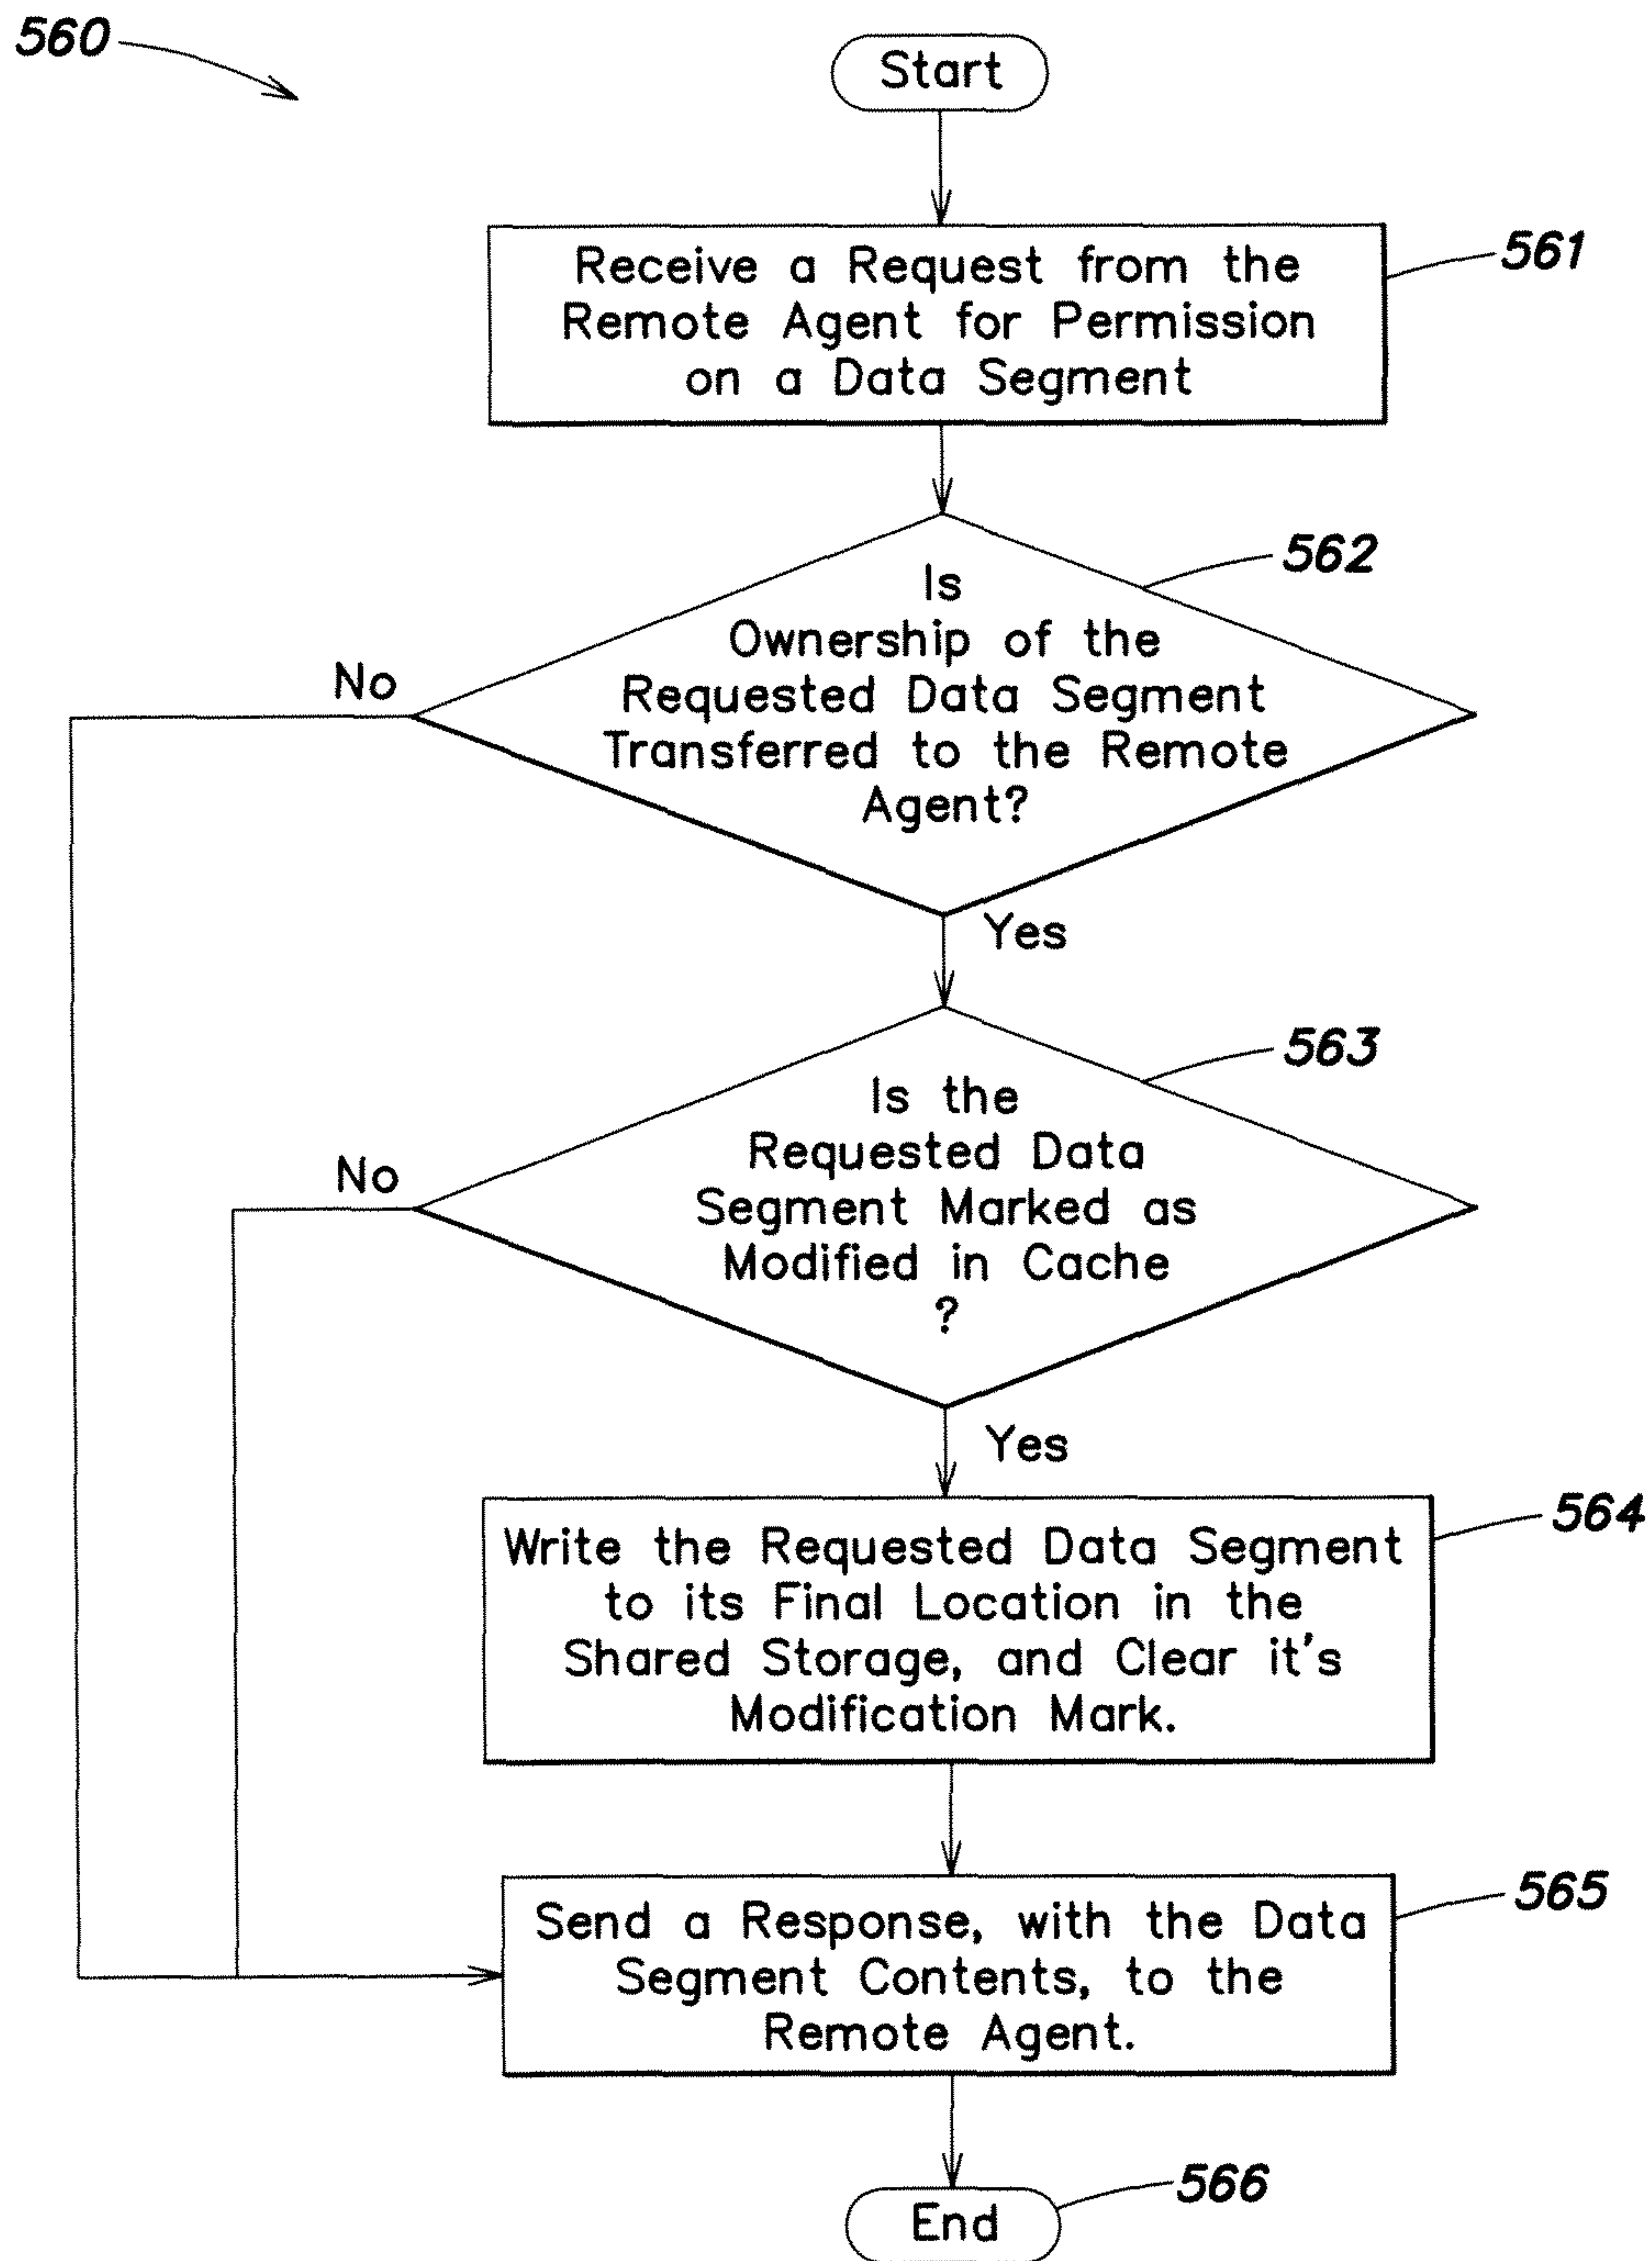 560
Start
Receive a Request from the
Remote Agent for Permission
on a Data Segment
561
562
Is
Ownership of the
Requested Data Segment
Transferred to the Remote
Agent?
No
Yes
563
Is the
Requested Data
Segment Marked as
Modified in Cache
?
No
Yes
564
Write the Requested Data Segment
to its Final Location in the
Shared Storage, and Clear it's
Modification Mark.
565
Send a Response, with the Data
Segment Contents, to the
Remote Agent.
566
End